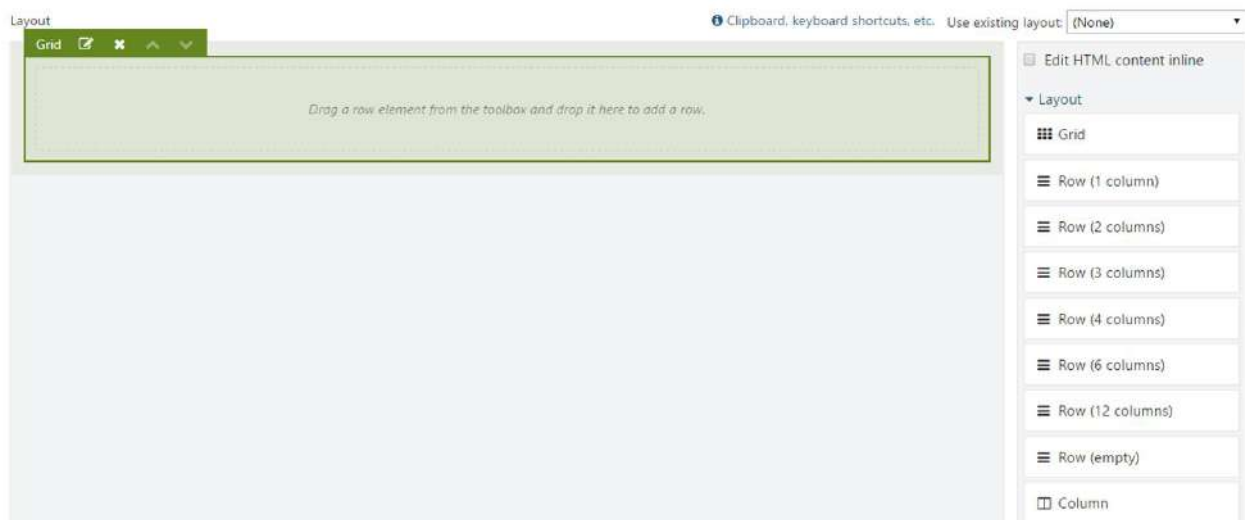 Layout
Clipboard, keyboard shortcuts, etc. Use existing layout: (None)
Grid
Drag a row element from the toolbox and drop it here to add a row.
Edit HTML content inline
Layout
Grid
Row (1 column)
Row (2 columns)
Row (3 columns)
Row (4 columns)
Row (6 columns)
Row (12 columns)
Row (empty)
Column